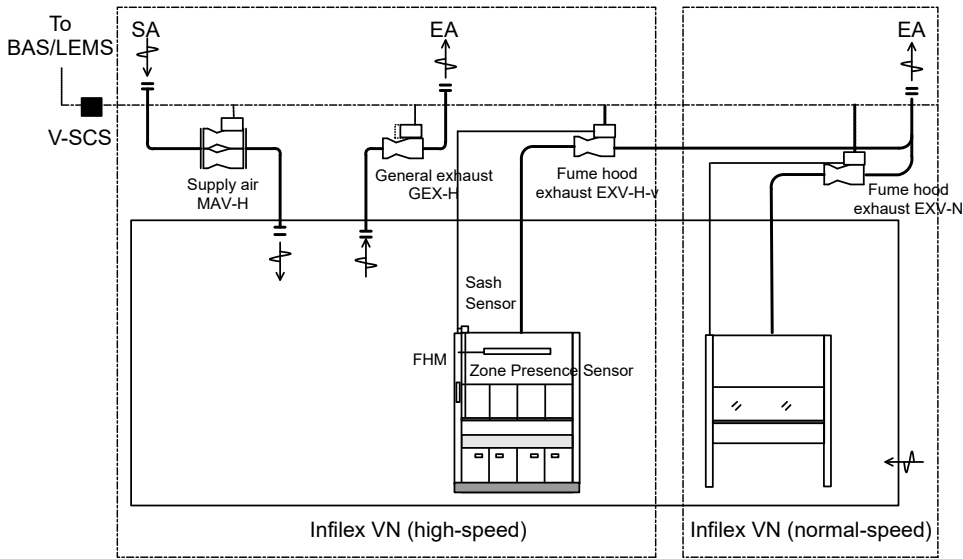 To
BAS/LEMS
SA
EA
EA
V-SCS
Supply air
MAV-H
General exhaust
GEX-H
Fume hood
exhaust EXV-H-v
Fume hood
exhaust EXV-N
Sash
Sensor
FHM
Zone Presence Sensor
Infilex VN (high-speed)
Infilex VN (normal-speed)